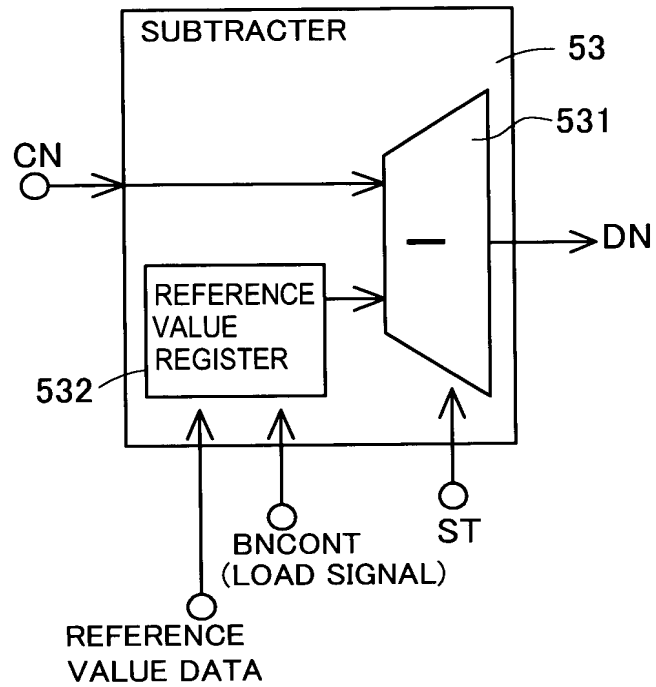 SUBTRACTER
53
531
CN
DN
REFERENCE
VALUE
REGISTER
532
ST
BNCONT
(LOAD SIGNAL)
REFERENCE
VALUE DATA